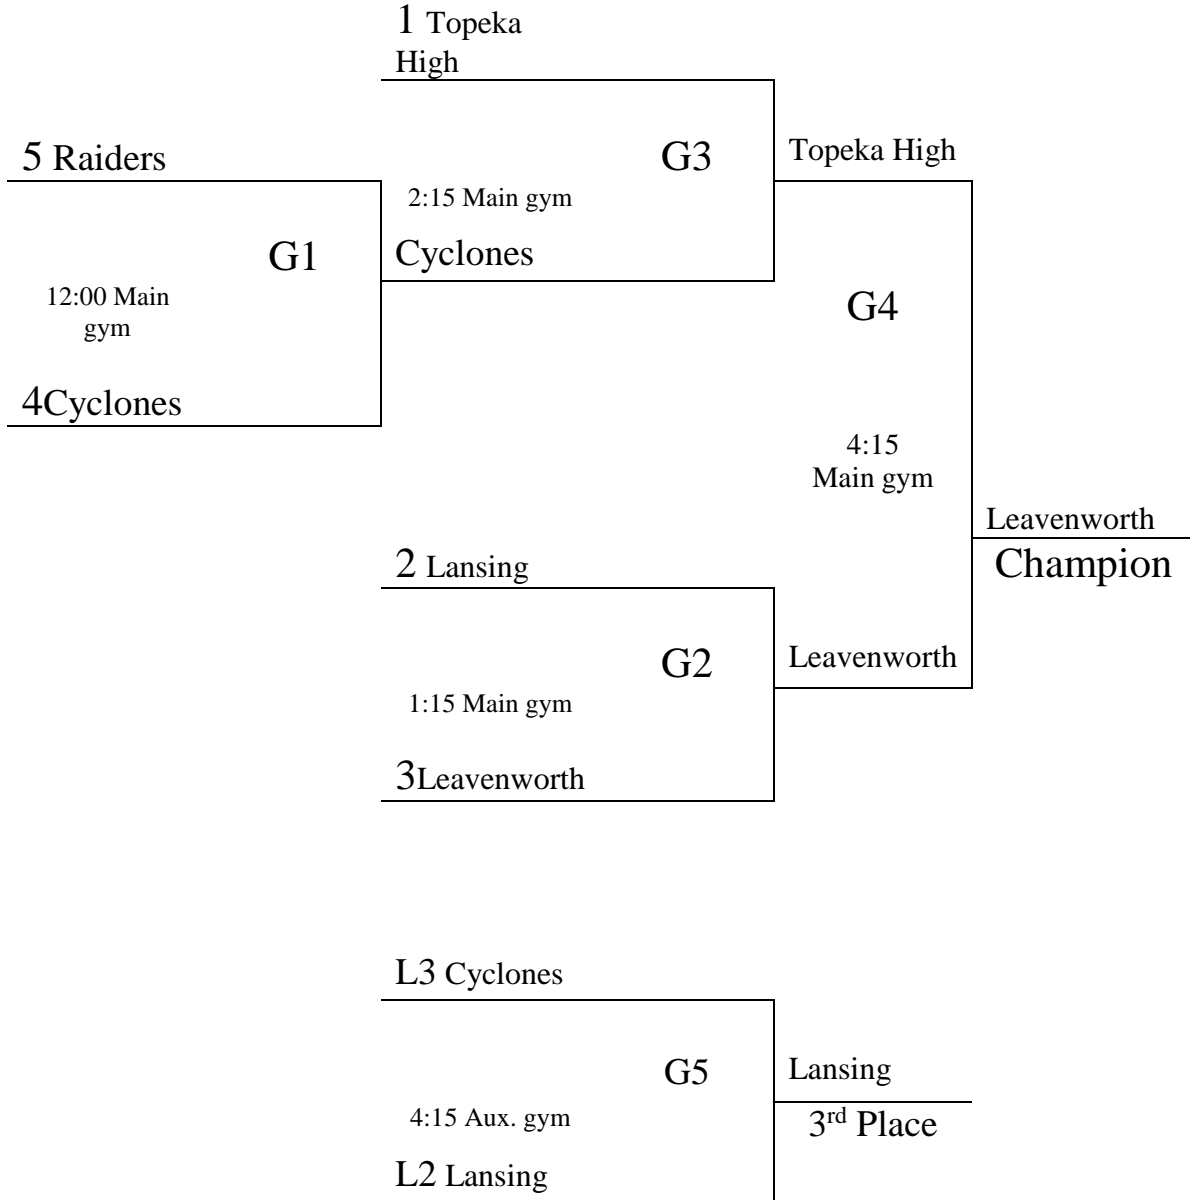 1 Topeka
High
5 Raiders
G3
Topeka High
2:15 Main gym
G1
Cyclones
12:00 Main
gym
G4
4Cyclones
4:15
Main gym
Leavenworth
Champion
2 Lansing
G2
Leavenworth
1:15 Main gym
3Leavenworth
L3 Cyclones
G5
Lansing
4:15 Aux. gym
3rd Place
L2 Lansing